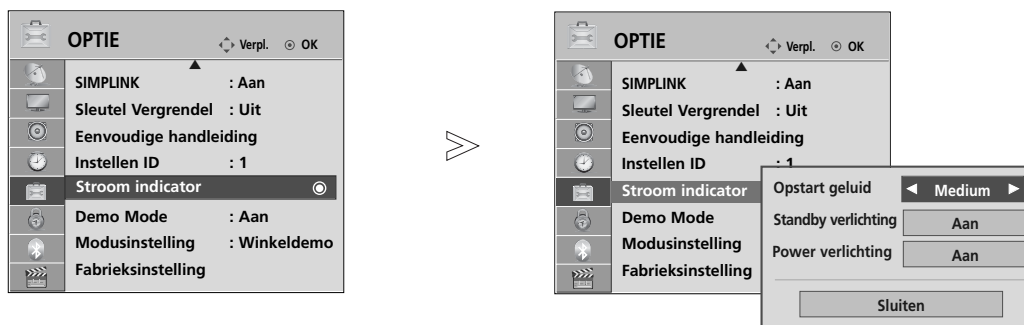 OPTIE Verpl. OK
SIMPLINK : Aan
Sleutel Vergrendel : Uit
Eenvoudige handleiding
Instellen ID : 1
Stroom indicator
Demo Mode : Aan
Modusinstelling : Winkeldemo
Fabrieksinstelling
OPTIE Verpl. OK
SIMPLINK : Aan
Sleutel Vergrendel : Uit
Eenvoudige handleiding
Instellen ID : 1
Stroom indicator
Demo Mode
Modusinstelling
Fabrieksinstelling
Opstart geluid Medium
Standby verlichting Aan
Power verlichting Aan
Sluiten